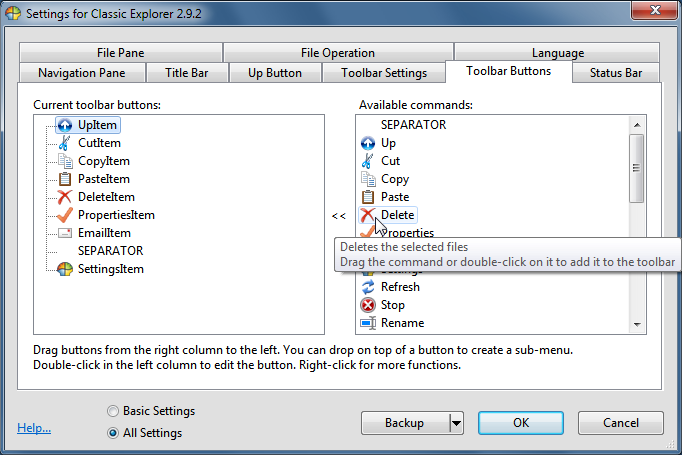 Settings for Classic Explorer 2.9.2
File Pane
File Operation
Language
Navigation Pane
Title Bar
Up Button
Toolbar Settings
Toolbar Buttons
Status Bar
Current toolbar buttons:
UpItem
CutItem
CopyItem
PasteItem
DeleteItem
PropertiesItem
EmailItem
SEPARATOR
SettingsItem
<<
Available commands:
SEPARATOR
Up
Cut
Copy
Paste
Delete
Properties
Deletes the selected files
Drag the command or double-click on it to add it to the toolbar
Settings
Refresh
Stop
Rename
Drag buttons from the right column to the left. You can drop on top of a button to create a sub-menu.
Double-click in the left column to edit the button. Right-click for more functions.
Help...
Basic Settings
All Settings
Backup
OK
Cancel